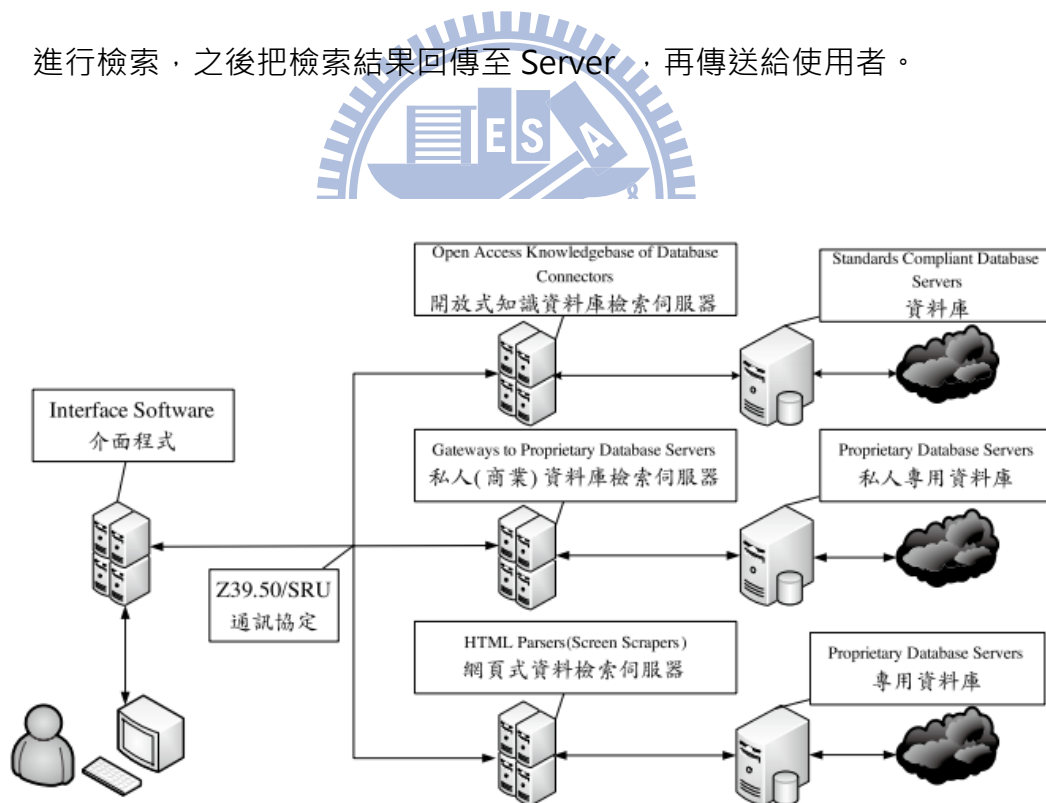 進行檢索，之後把檢索結果回傳至 Server ，再傳送給使用者。
E S A
&
Open Access Knowledgebase of Database
Connectors
開放式知識資料庫檢索伺服器
Standards Compliant Database
Servers
資料庫
Interface Software
介面程式
Gateways to Proprietary Database Servers
私人(商業)資料庫檢索伺服器
Proprietary Database Servers
私人專用資料庫
Z39.50/SRU
通訊協定
HTML Parsers(Screen Scrapers)
網頁式資料檢索伺服器
Proprietary Database Servers
專用資料庫